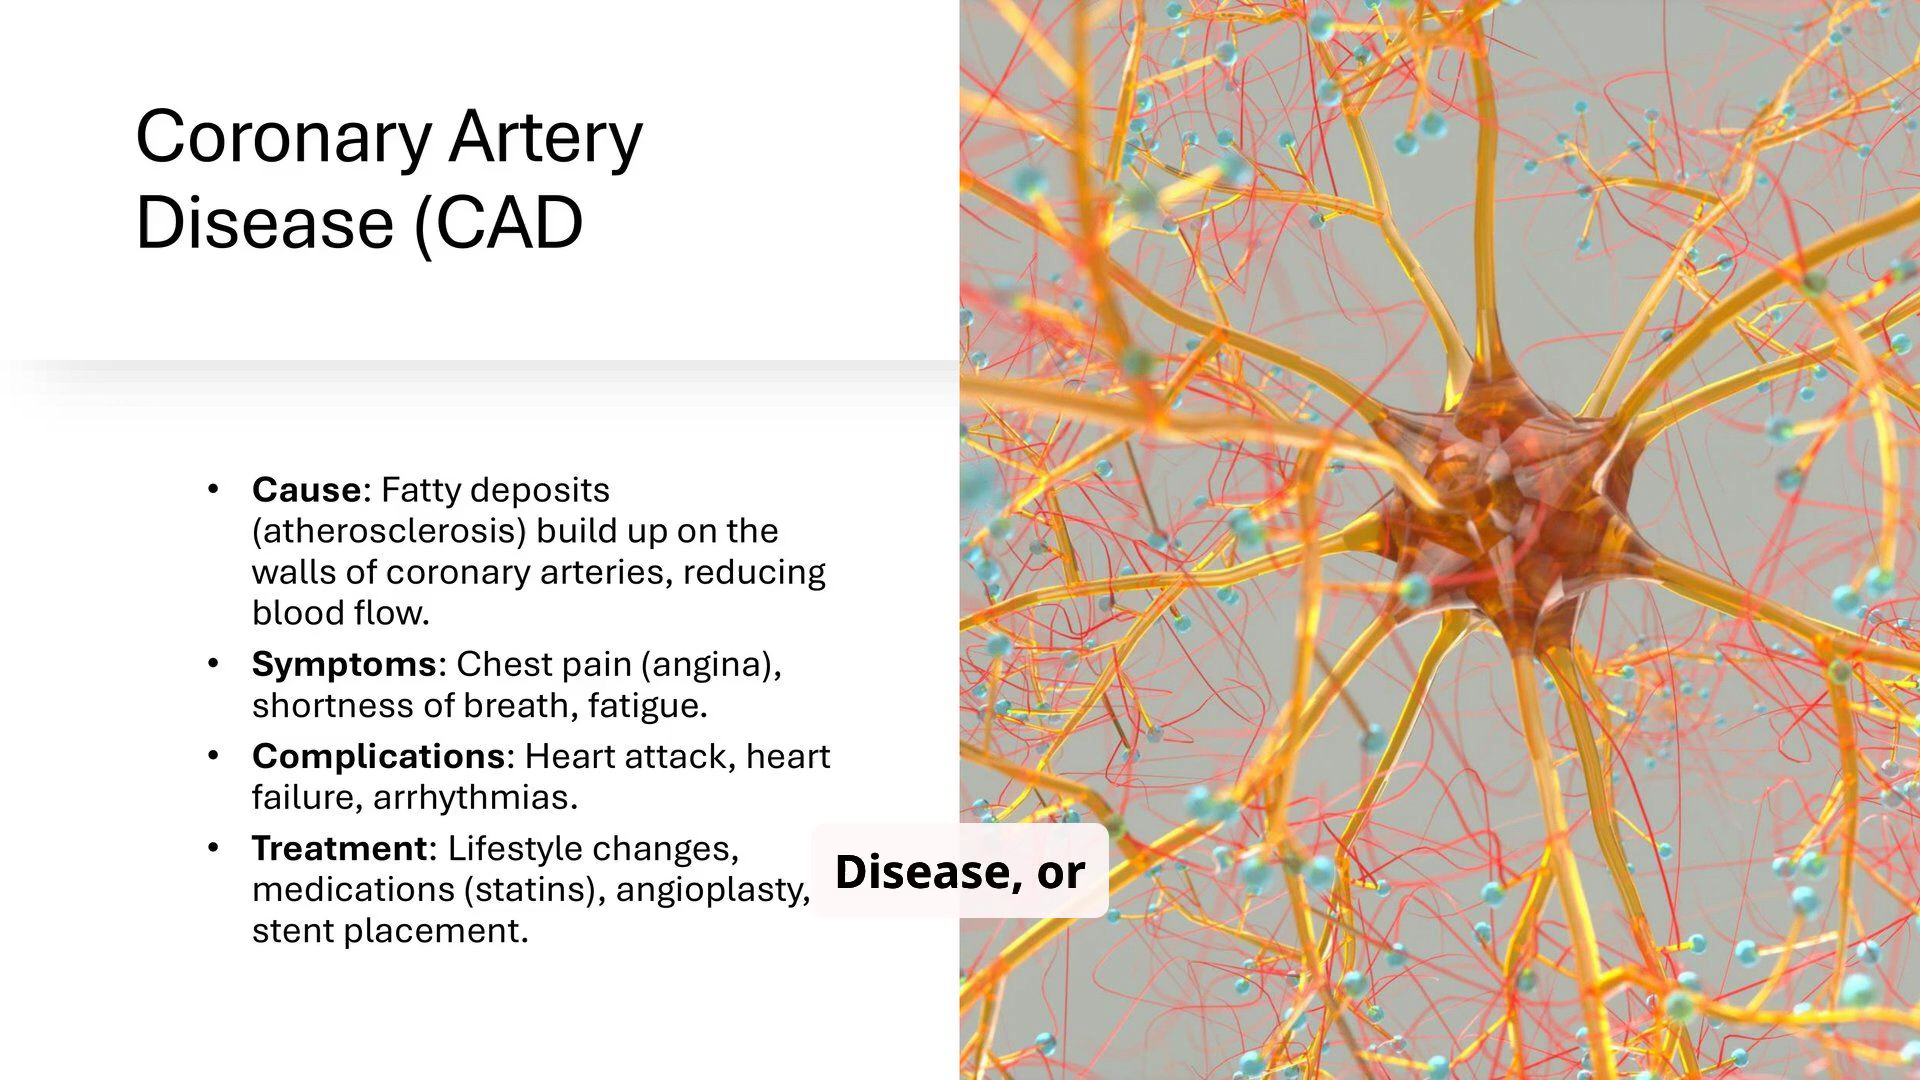 Coronary Artery
Disease (CAD
• Cause: Fatty deposits
(atherosclerosis) build up on the
walls of coronary arteries, reducing
blood flow.
• Symptoms: Chest pain (angina),
shortness of breath, fatigue.
• Complications: Heart attack, heart
failure, arrhythmias.
• Treatment: Lifestyle changes,
medications (statins), angioplasty,
stent placement.
Disease, or